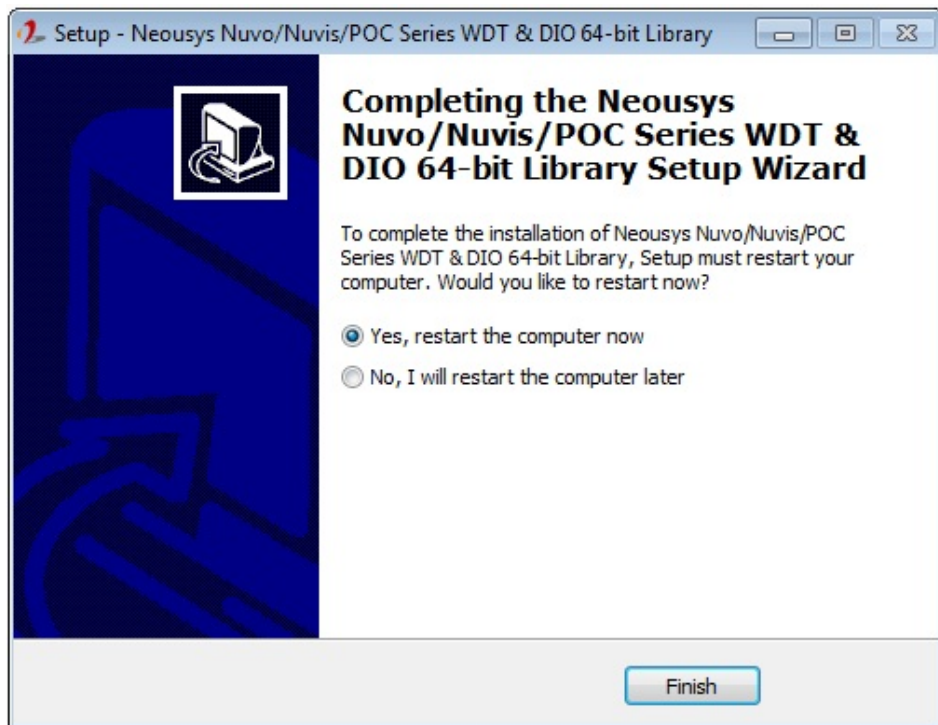 Setup - Neousys Nuvo/Nuvis/POC Series WDT & DIO 64-bit Library
Completing the Neousys
Nuvo/Nuvis/POC Series WDT &
DIO 64-bit Library Setup Wizard
To complete the installation of Neousys Nuvo/Nuvis/POC
Series WDT & DIO 64-bit Library, Setup must restart your
computer. Would you like to restart now?
Yes, restart the computer now
No, I will restart the computer later
Finish